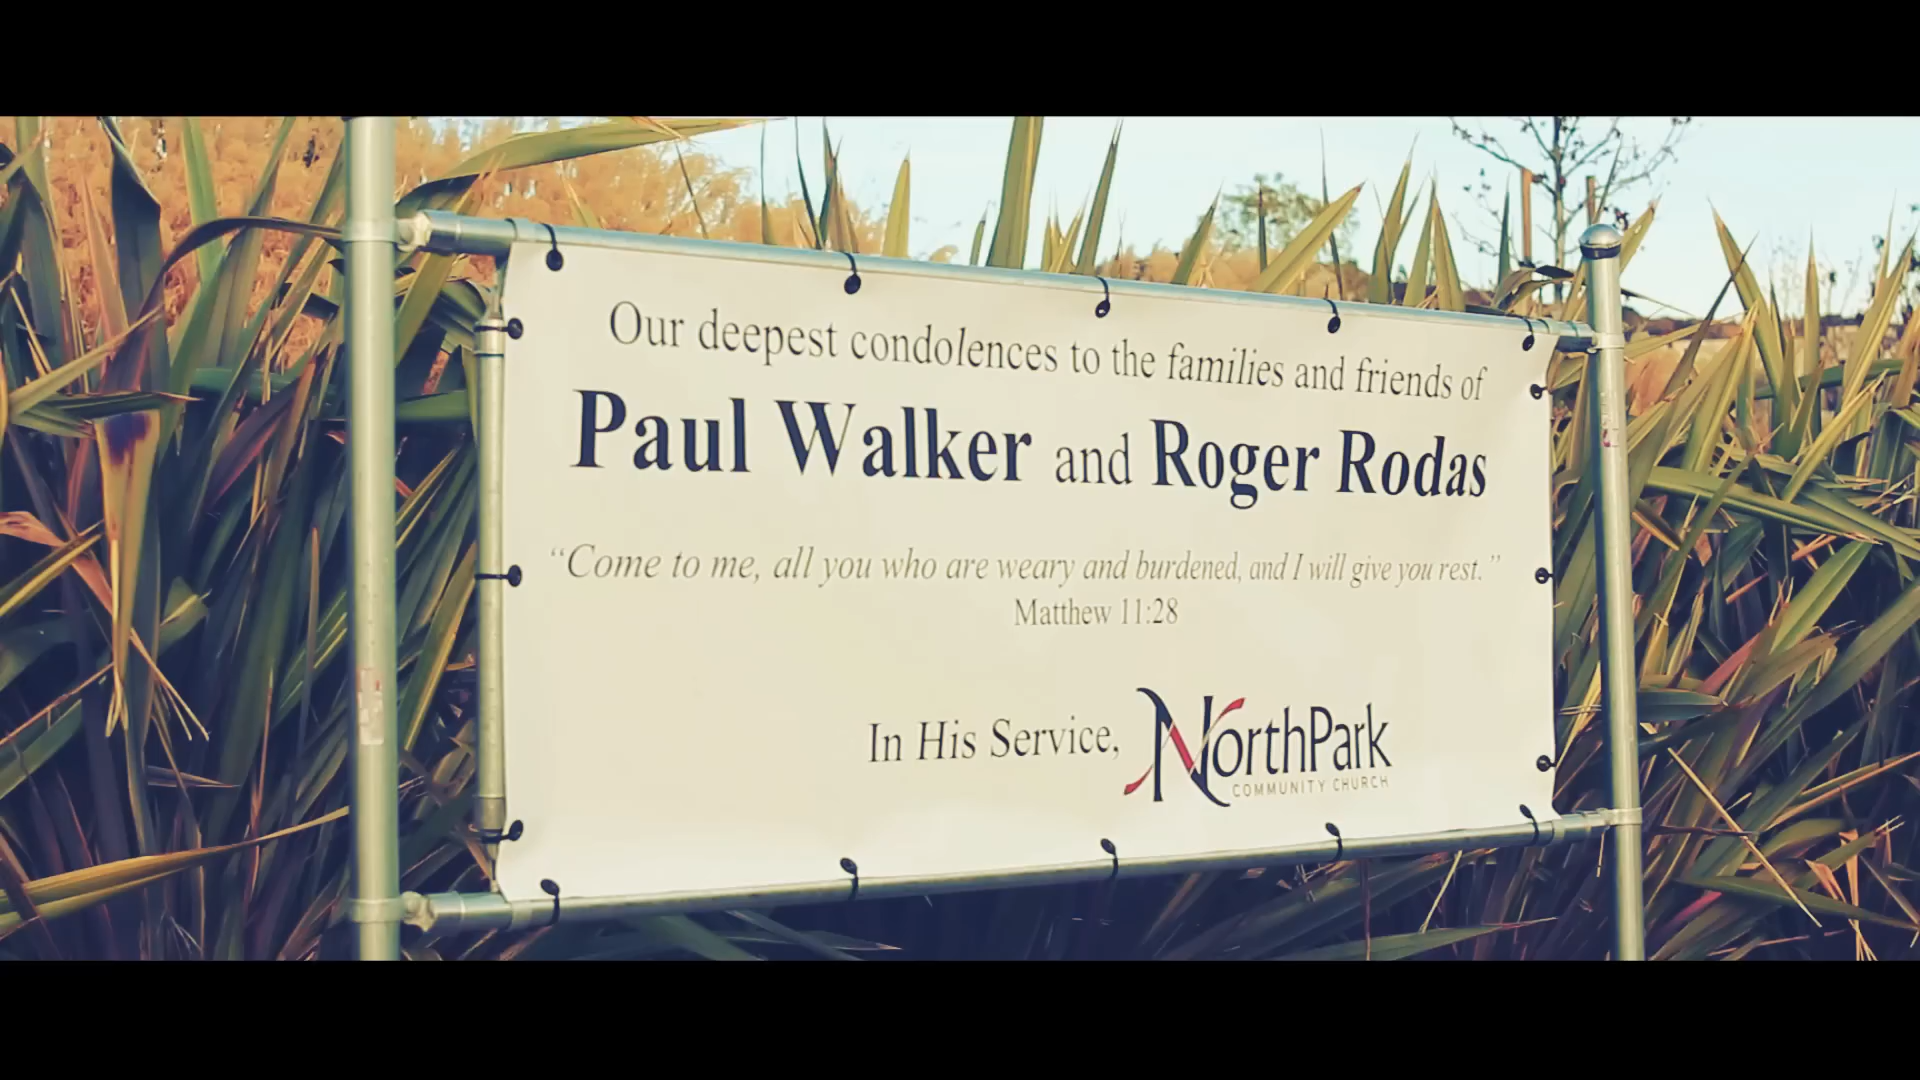 Our deepest condolences to the families and friends of
Paul Walker and Roger Rodas
“Come to me, all you who are weary and burdened, and I will give you rest.”
Matthew 11:28
In His Service, NorthPark
COMMUNITY CHURCH